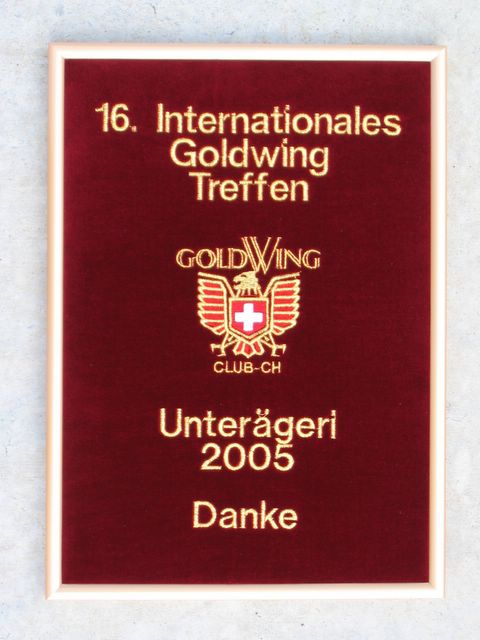 16. Internationales
Goldwing
Treffen
GOLDWING
CLUB-CH
Unterägeri
2005
Danke